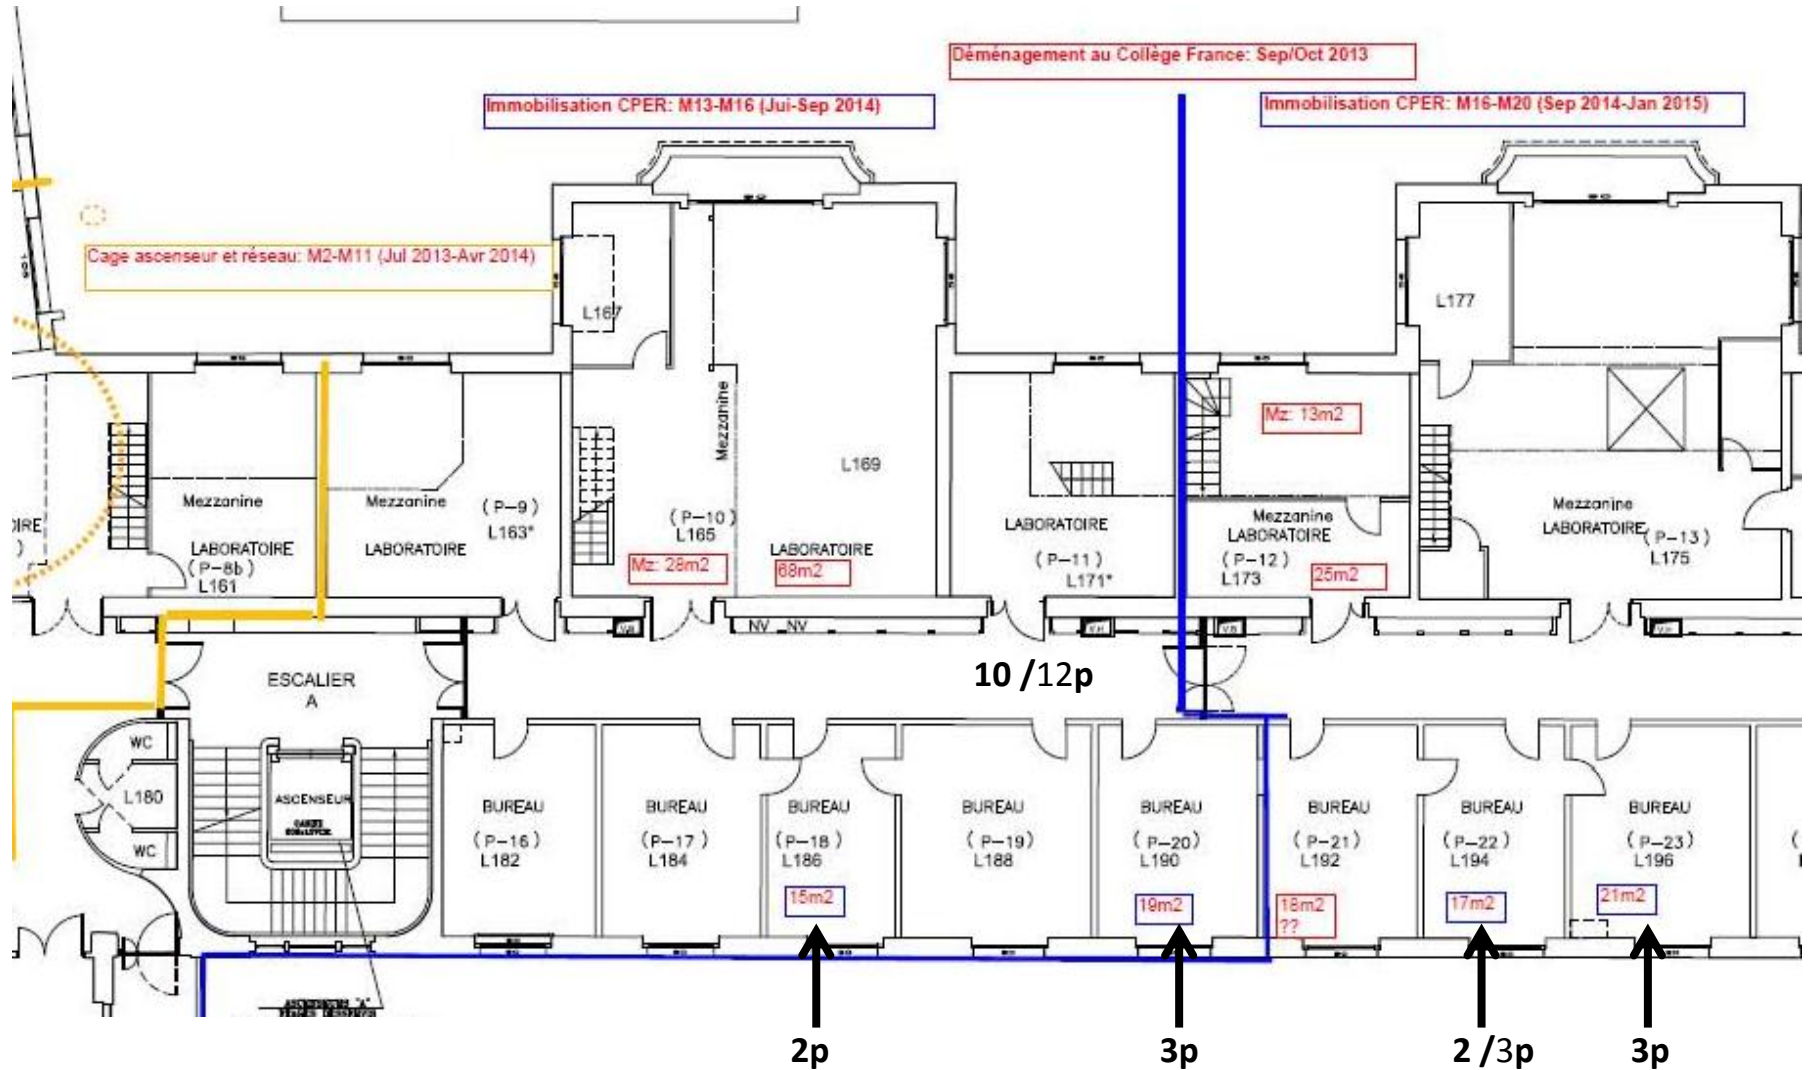 Déménagement au Collège France: Sep/Oct 2013
Immobilisation CPER: M13-M16 (Jui-Sep 2014)
Immobilisation CPER: M16-M20 (Sep 2014-Jan 2015)
Cage ascenseur et réseau: M2-M11 (Jul 2013-Avr 2014)
L167
L177
Mz: 13m2
Mezzanine
L169
Mezzanine
Mezzanine
(P-9)
L163*
(P-10)
L165
LABORATOIRE
Mezzanine
LABORATOIRE
Mezzanine
LABORATOIRE
(P-13)
L175
LABORATOIRE
(P-8b)
L161
LABORATOIRE
Mz: 28m2
68m2
(P-11)
L171*
(P-12)
L173
25m2
NV NV
ESCALIER
A
10 /12p
WC
L180
WC
ASCENSEUR
BUREAU
(P-16)
L182
BUREAU
(P-17)
L184
BUREAU
(P-18)
L186
15m2
BUREAU
(P-19)
L188
BUREAU
(P-20)
L190
19m2
BUREAU
(P-21)
L192
18m2
??
BUREAU
(P-22)
L194
17m2
BUREAU
(P-23)
L196
21m2
ASCENSEURS "A"
2p
3p
2 /3p
3p